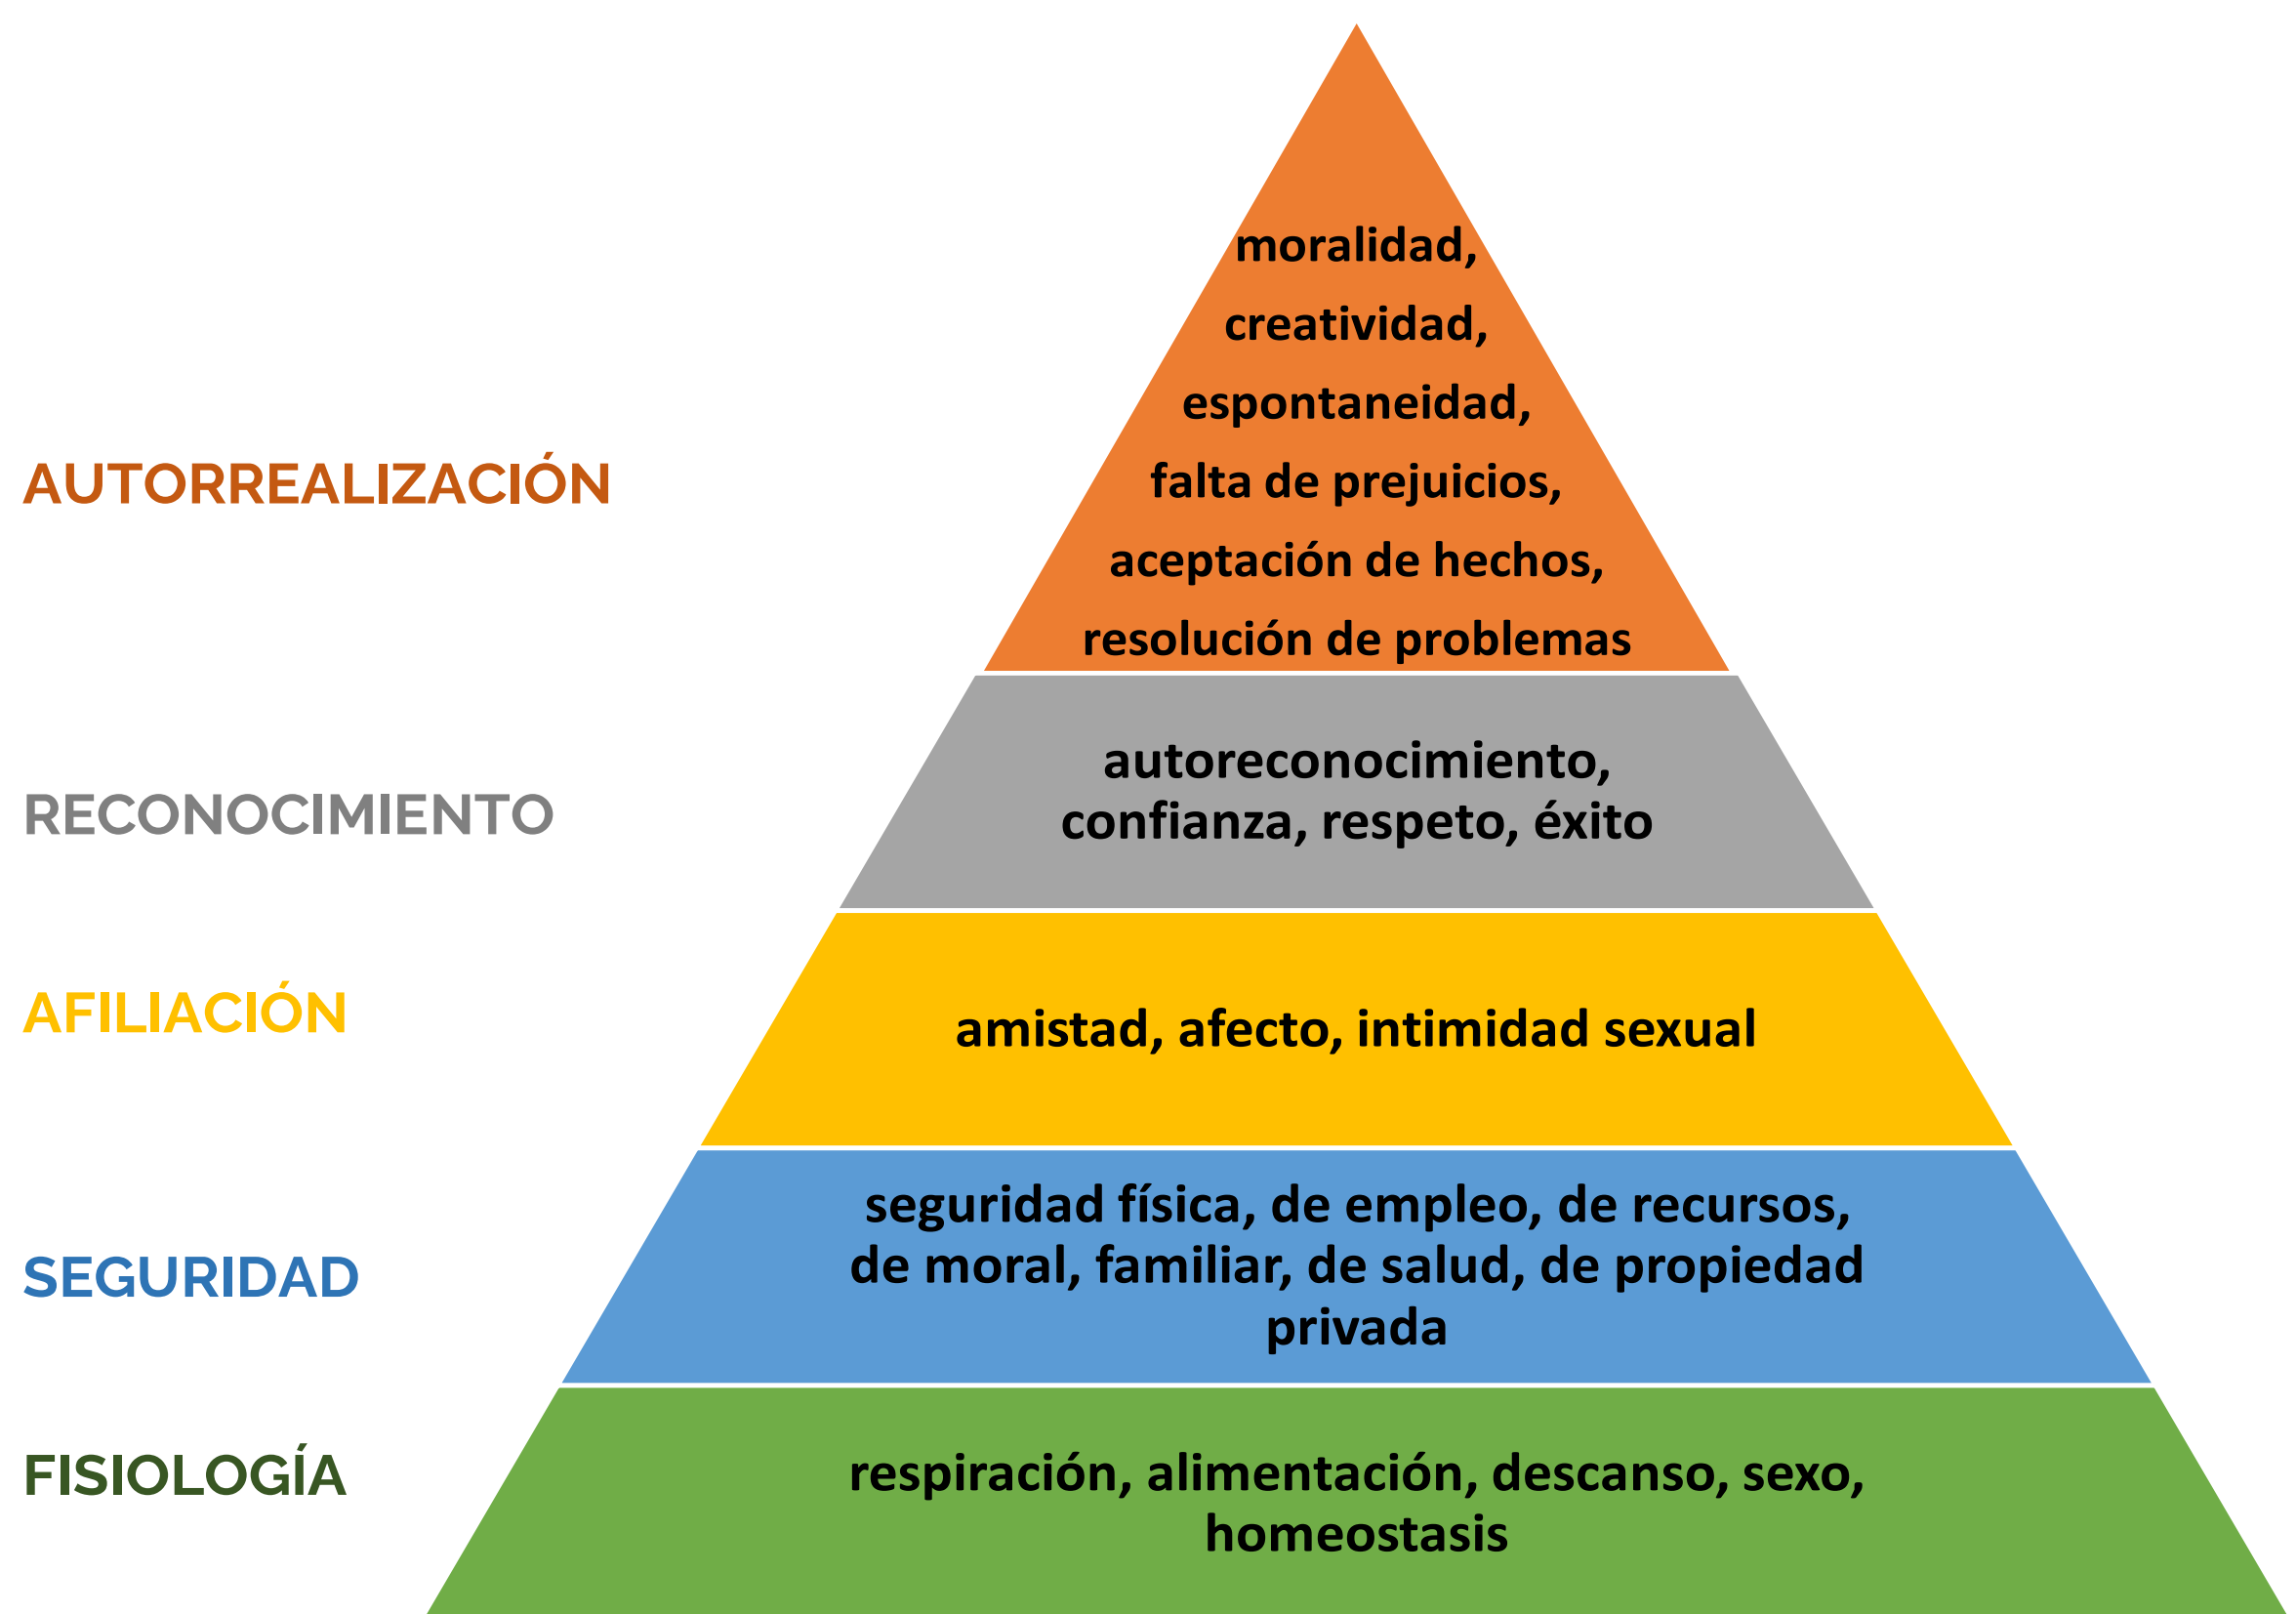 moralidad,
creatividad,
espontaneidad,
falta de prejuicios,
aceptación de hechos,
resolución de problemas
AUTORREALIZACIÓN
autoreconocimiento,
confianza, respeto, éxito
RECONOCIMIENTO
amistad, afecto, intimidad sexual
AFILIACIÓN
seguridad física, de empleo, de recursos,
de moral, familiar, de salud, de propiedad
privada
SEGURIDAD
respiración, alimentación, descanso, sexo,
homeostasis
FISIOLOGÍA